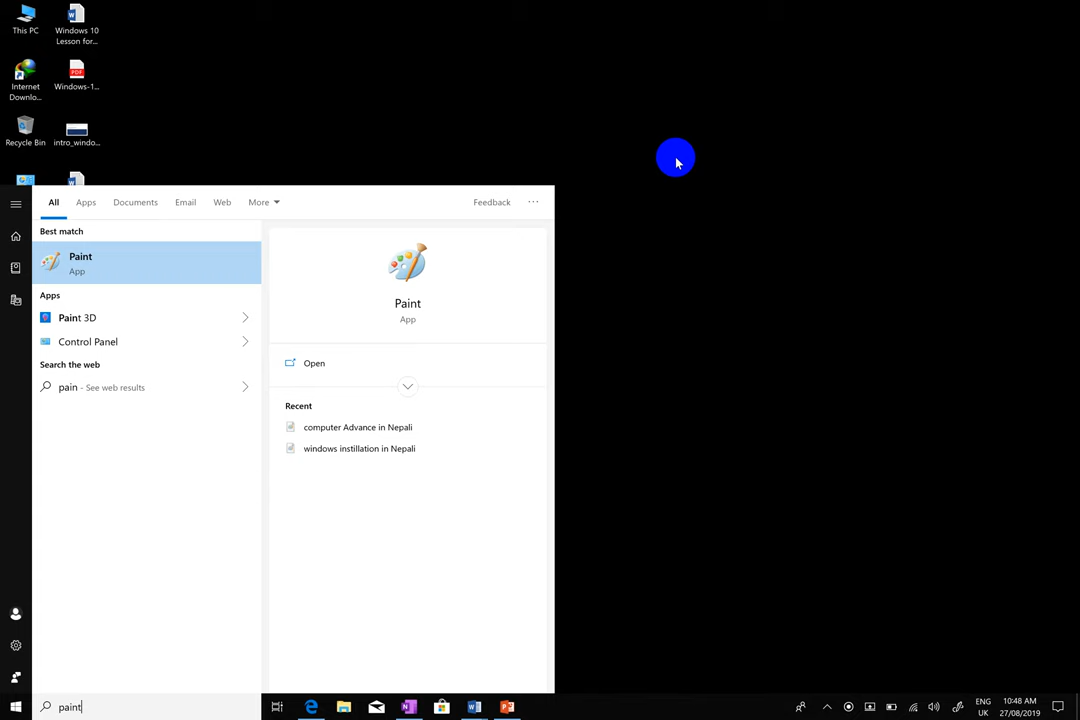 This PC
Windows 10
Lesson for...
Internet
Downlo...
Windows-1...
Recycle Bin
intro_windo...
All Apps Documents Email Web More Feedback ...
Best match
Paint
App
Apps
Paint 3D
Control Panel
Search the web
pain - See web results
Paint
App
Open
Recent
computer Advance in Nepali
windows instillation in Nepali
paint
ENG
UK
10:48 AM
27/08/2019